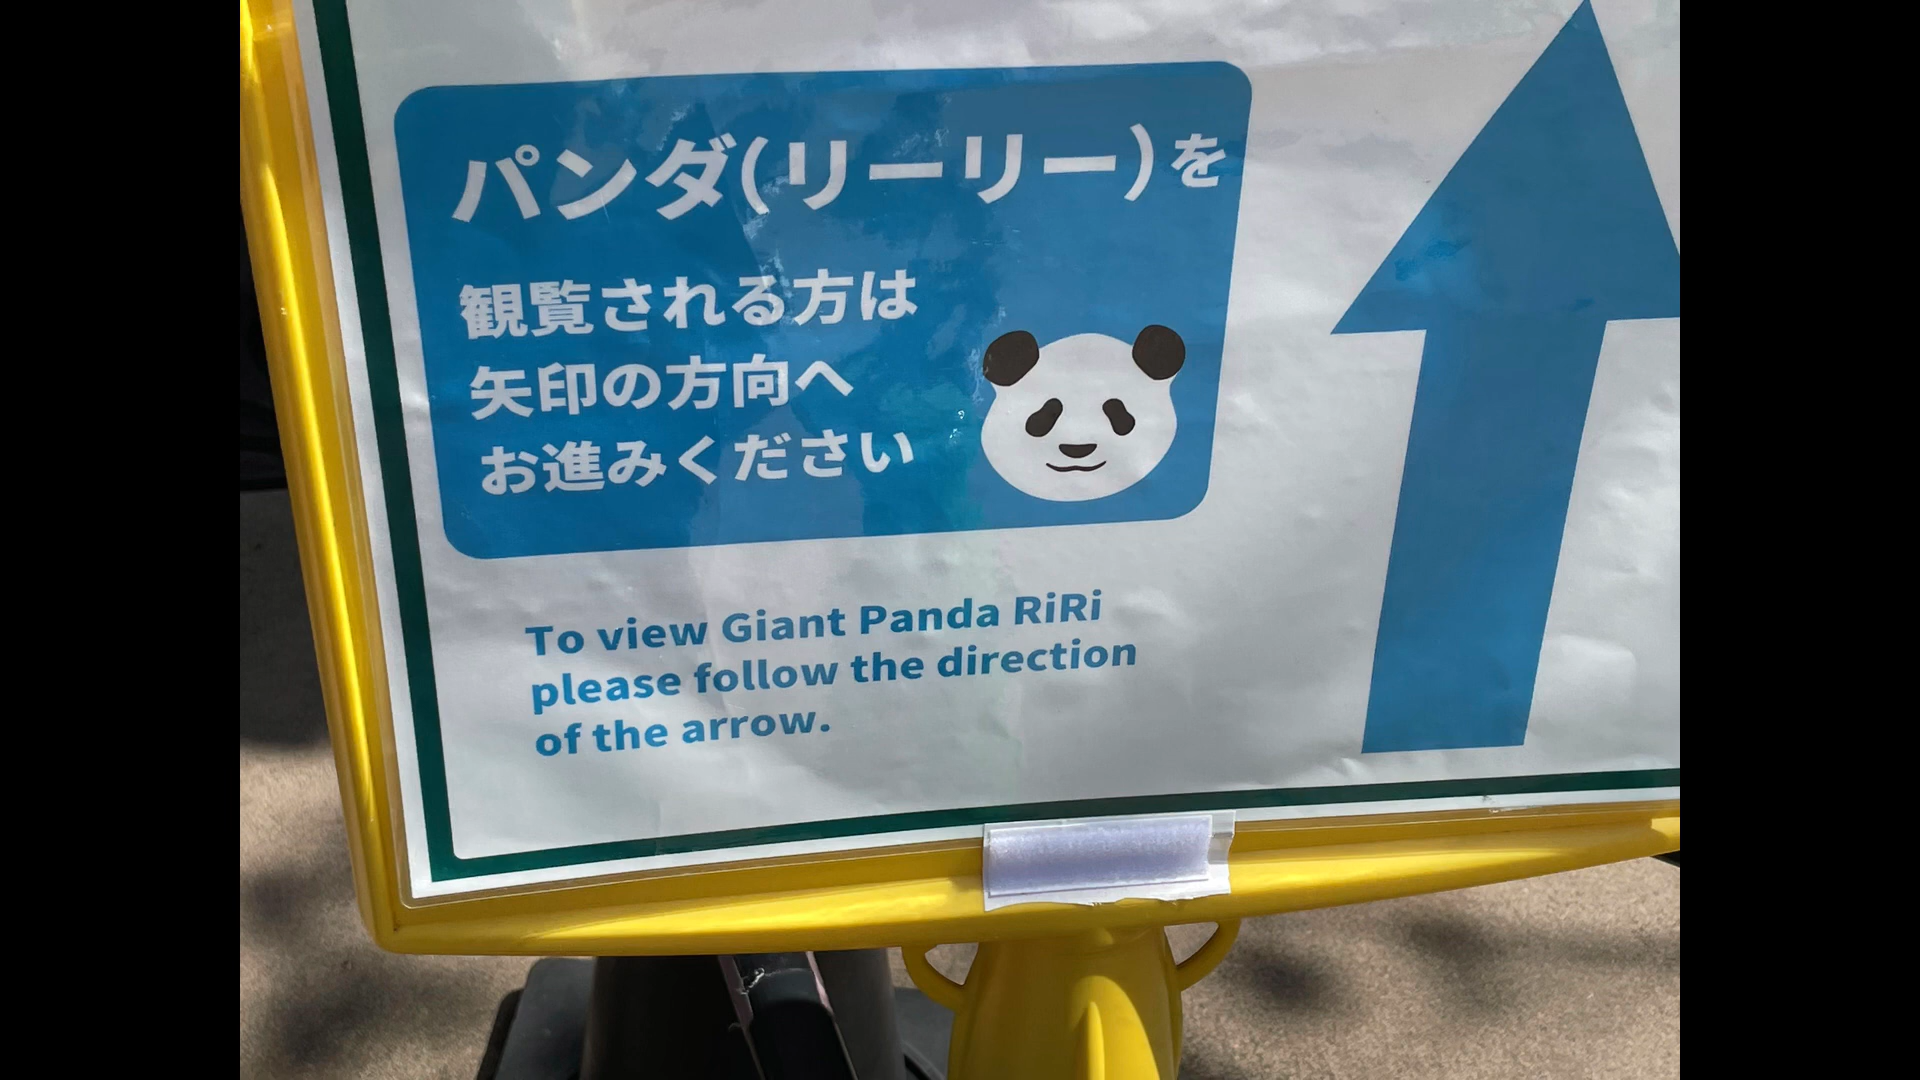 パンダ(リーリー)を
観覧される方は
矢印の方向へ
お進みください
To view Giant Panda RiRi
please follow the direction
of the arrow.